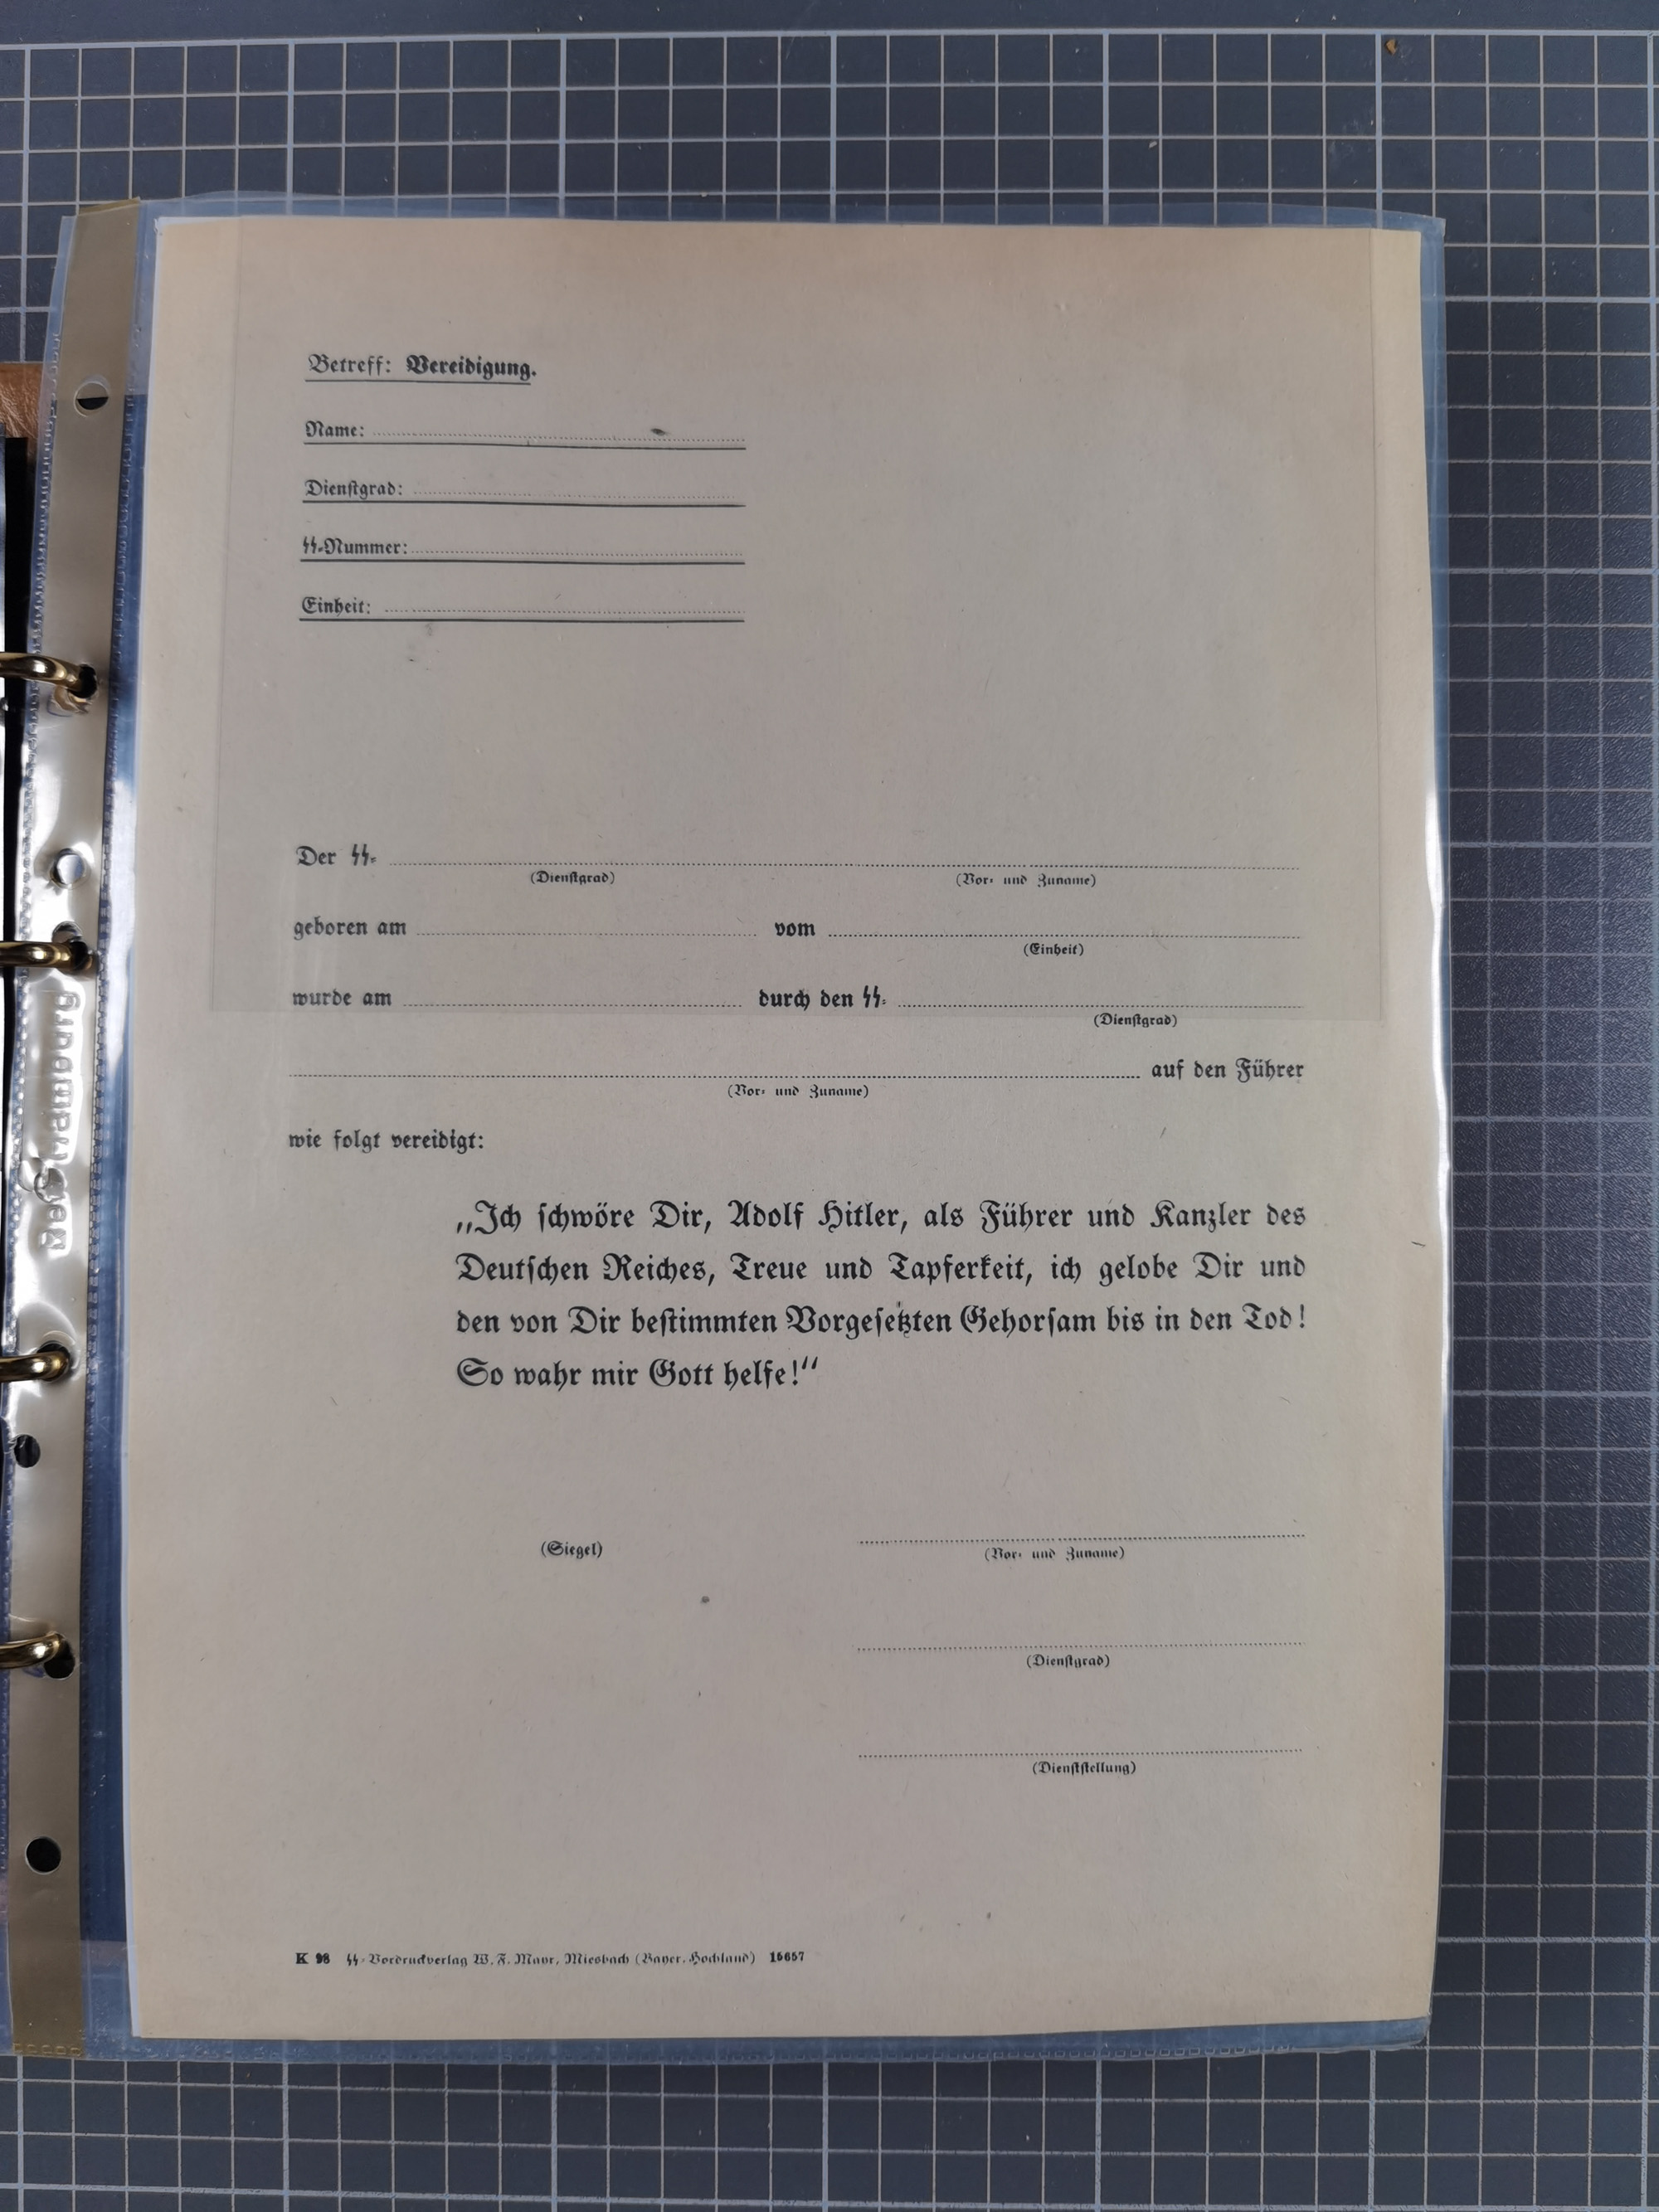 Betreff: Vereidigung.
Name:
Dienstgrad:
ϟϟ-Nummer:
Einheit:
Der ϟϟ-
(Dienstgrad) (Vor- und Zuname)
geboren am vom
(Einheit)
wurde am durch den ϟϟ-
(Dienstgrad)
auf den Führer
(Vor- und Zuname)
wie folgt vereidigt:
„Ich schwöre Dir, Adolf Hitler, als Führer und Kanzler des
Deutschen Reiches, Treue und Tapferkeit, ich gelobe Dir und
den von Dir bestimmten Vorgesetzten Gehorsam bis in den Tod!
So wahr mir Gott helfe!“
(Siegel) (Vor- und Zuname)
(Dienstgrad)
(Dienststellung)
K 98 ϟϟ-Vordruckverlag W. F. Mayr, Miesbach (Bayer. Hochland) 15657